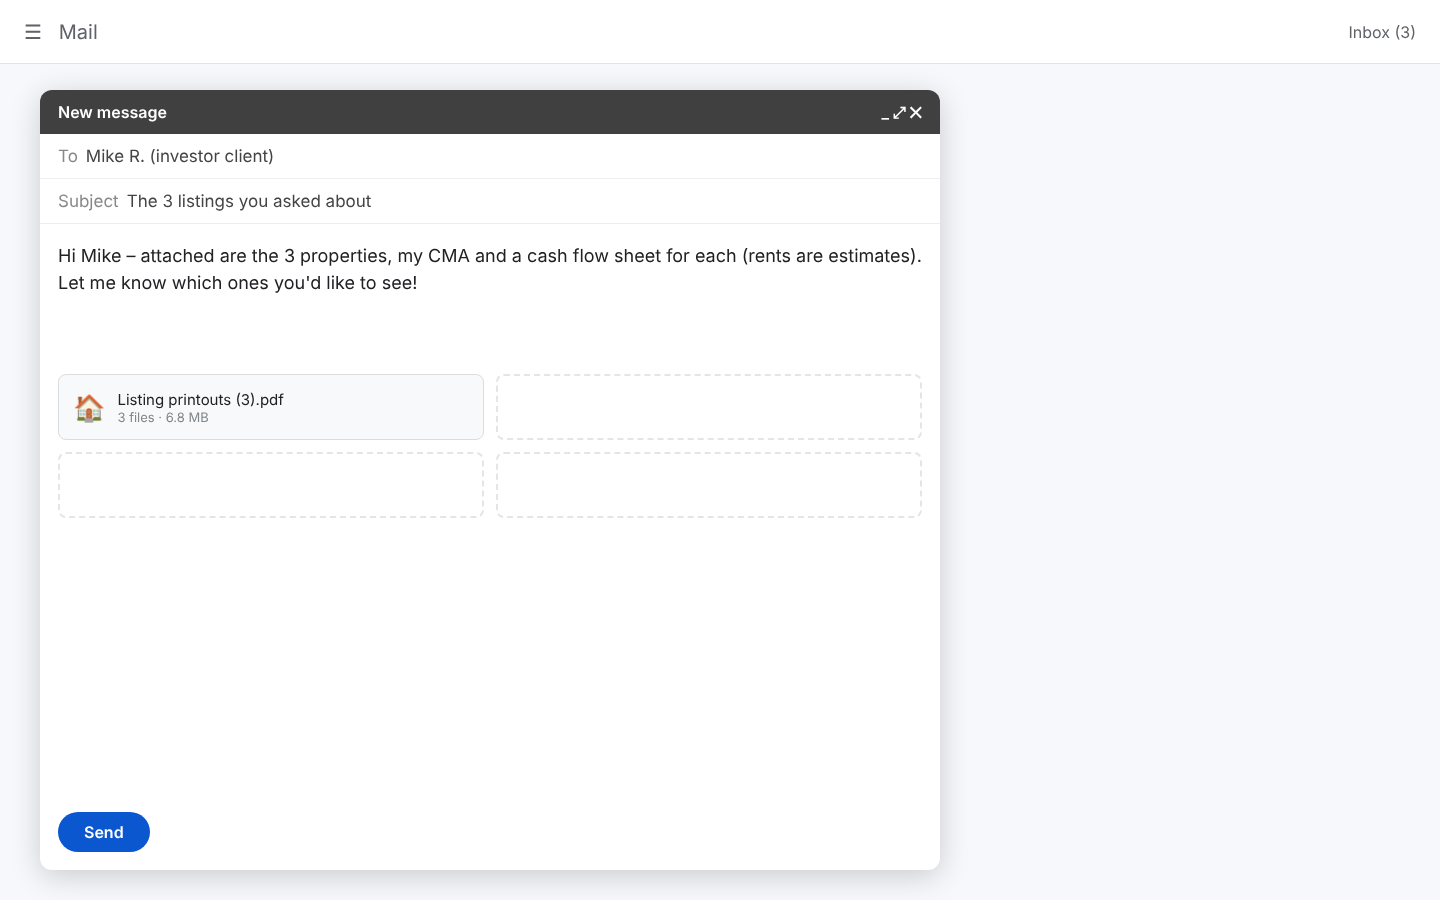 ☰ Mail
Inbox (3)
New message
To Mike R. (investor client)
Subject The 3 listings you asked about
Hi Mike – attached are the 3 properties, my CMA and a cash flow sheet for each (rents are estimates).
Let me know which ones you'd like to see!
Listing printouts (3).pdf
3 files · 6.8 MB
Send